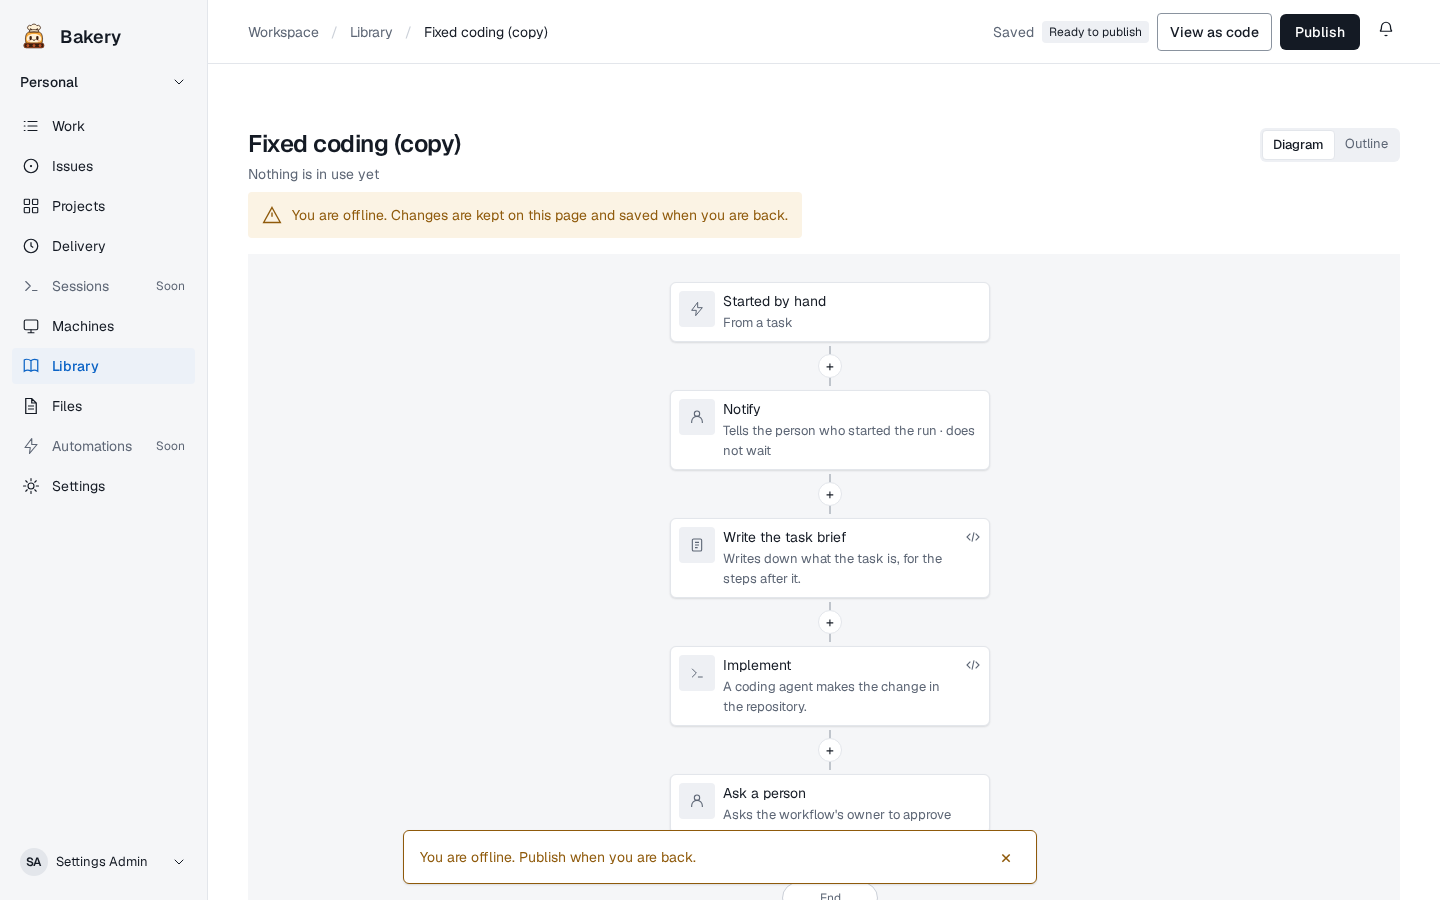 Bakery
Workspace / Library / Fixed coding (copy)
Saved
Ready to publish
View as code
Publish
Personal
Work
Issues
Projects
Delivery
Sessions Soon
Machines
Library
Files
Automations Soon
Settings
SA Settings Admin
Fixed coding (copy)
Diagram Outline
Nothing is in use yet
You are offline. Changes are kept on this page and saved when you are back.
Started by hand
From a task
+
Notify
Tells the person who started the run · does
not wait
+
Write the task brief
Writes down what the task is, for the
steps after it.
+
Implement
A coding agent makes the change in
the repository.
+
Ask a person
Asks the workflow's owner to approve
You are offline. Publish when you are back.
End